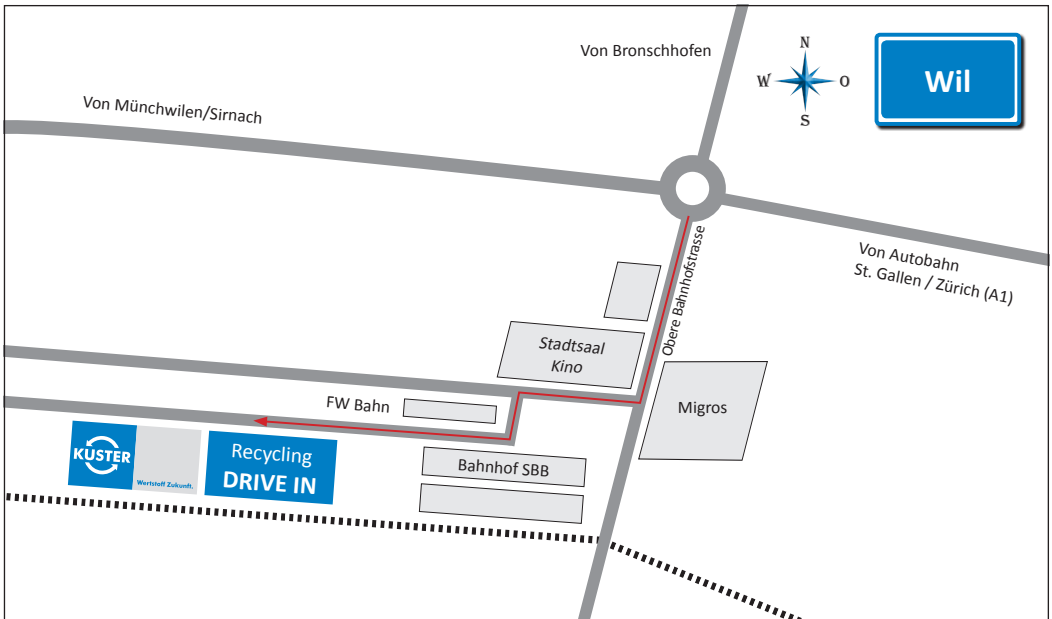 Von Bronschhofen
N
W
O
S
Wil
Von Münchwilen/Sirnach
Obere Bahnhofstrasse
Von Autobahn
St. Gallen / Zürich (A1)
Stadtsaal
Kino
Migros
FW Bahn
Bahnhof SBB
KÜSTER
Wertstoff Zukunft.
Recycling
DRIVE IN